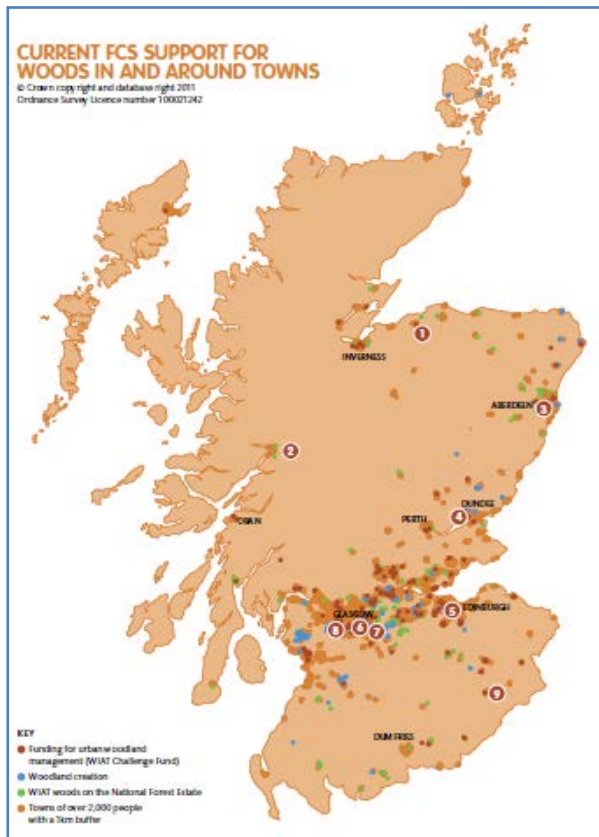 CURRENT FCS SUPPORT FOR
WOODS IN AND AROUND TOWNS
© Crown copyright and database right 2011
Ordnance Survey Licence number 100021242
1
INVERNESS
ABERDEEN
3
2
DUNDEE
OBAN
PERTH
4
GLASGOW
5
EDINBURGH
8
6
7
9
DUMFRIES
KEY
Funding for urban woodland
management (WIAT Challenge Fund)
Woodland creation
WIAT woods on the National Forest Estate
Towns of over 2,000 people
with a 1km buffer